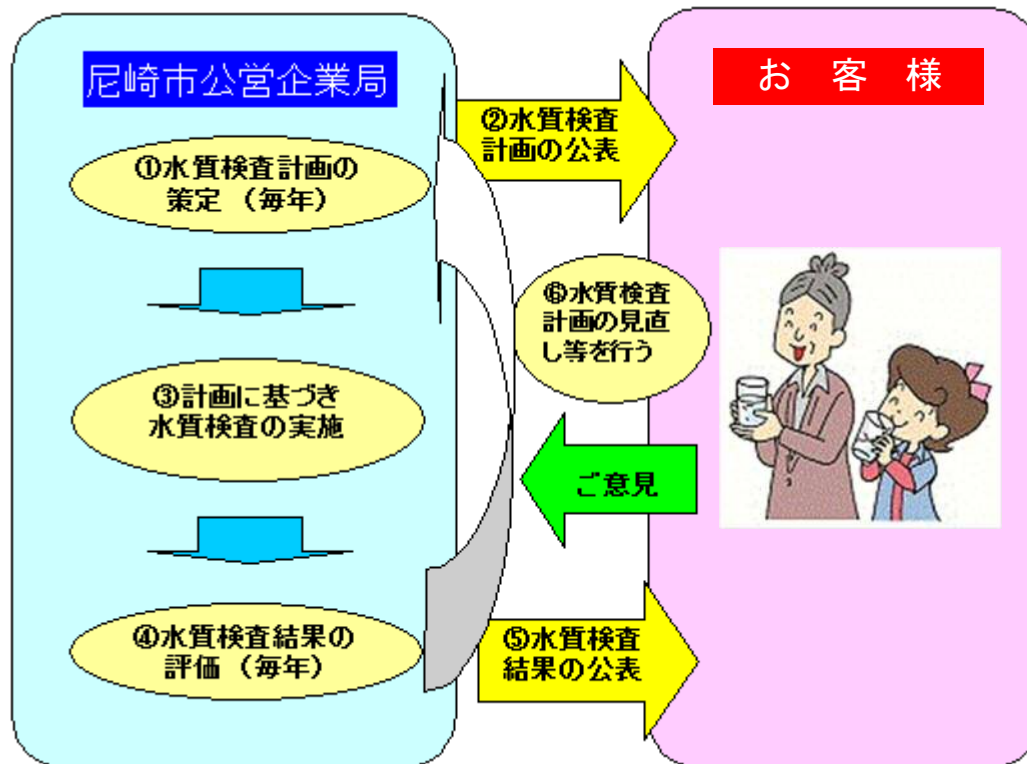 尼崎市公営企業局
お 客 様
②水質検査
計画の公表
①水質検査計画の
策定 （毎年）
⑥水質検査
計画の見直
し等を行う
③計画に基づき
水質検査の実施
ご意見
④水質検査結果の
評価 （毎年）
⑤水質検査
結果の公表